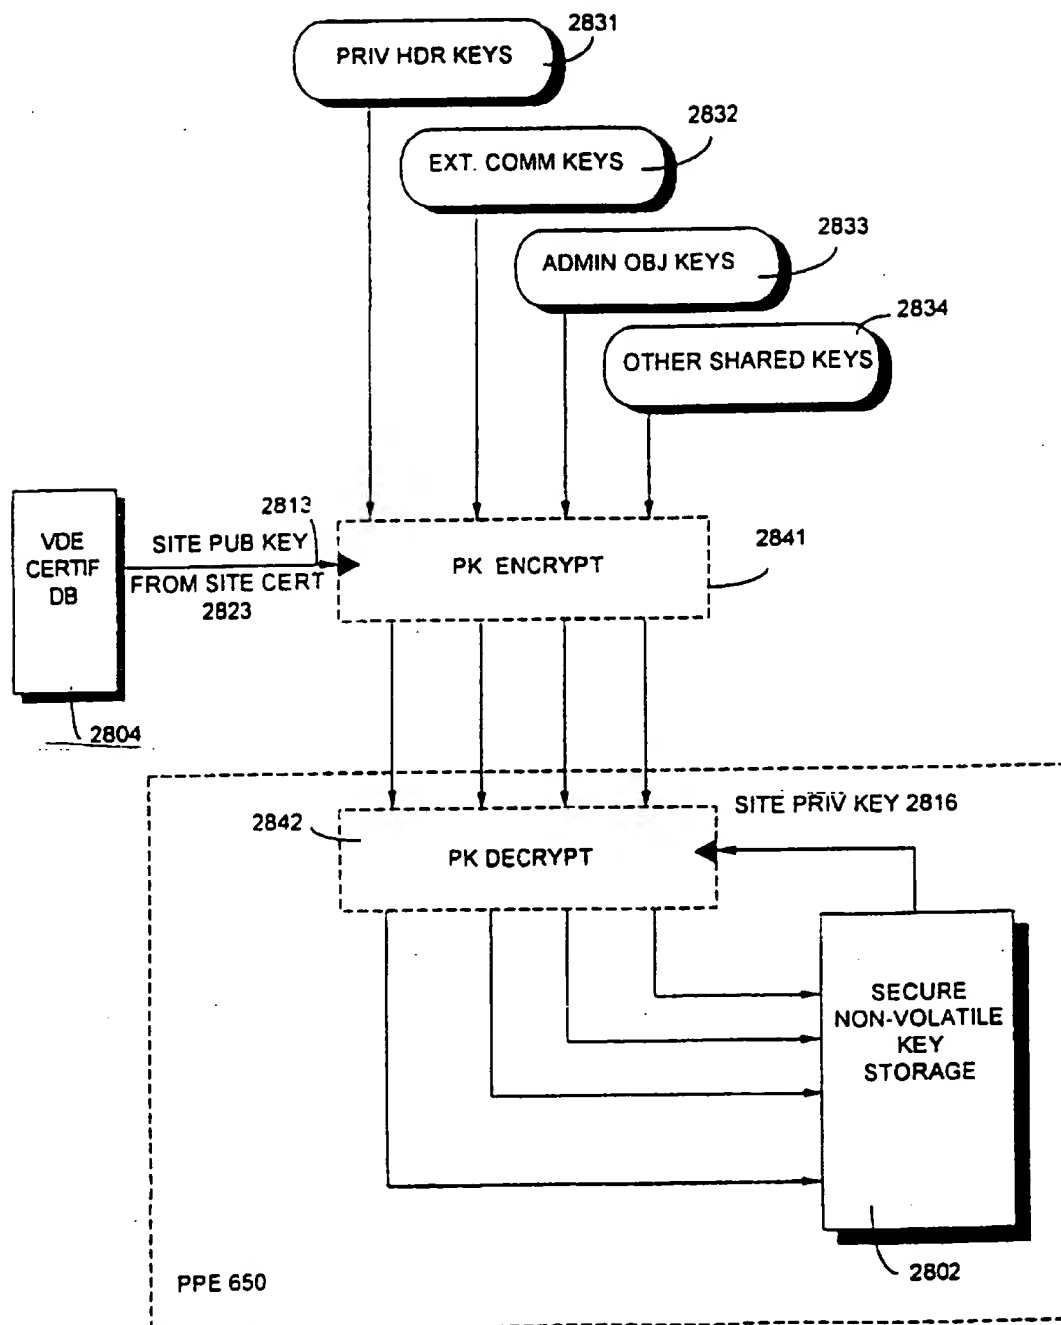 2831
PRIV HDR KEYS
2832
EXT. COMM KEYS
2833
ADMIN OBJ KEYS
2834
OTHER SHARED KEYS
2813
VDE
CERTIF
DB
SITE PUB KEY
FROM SITE CERT
2823
PK ENCRYPT
2841
2804
SITE PRIV KEY 2816
2842
PK DECRYPT
SECURE
NON-VOLATILE
KEY
STORAGE
2802
PPE 650